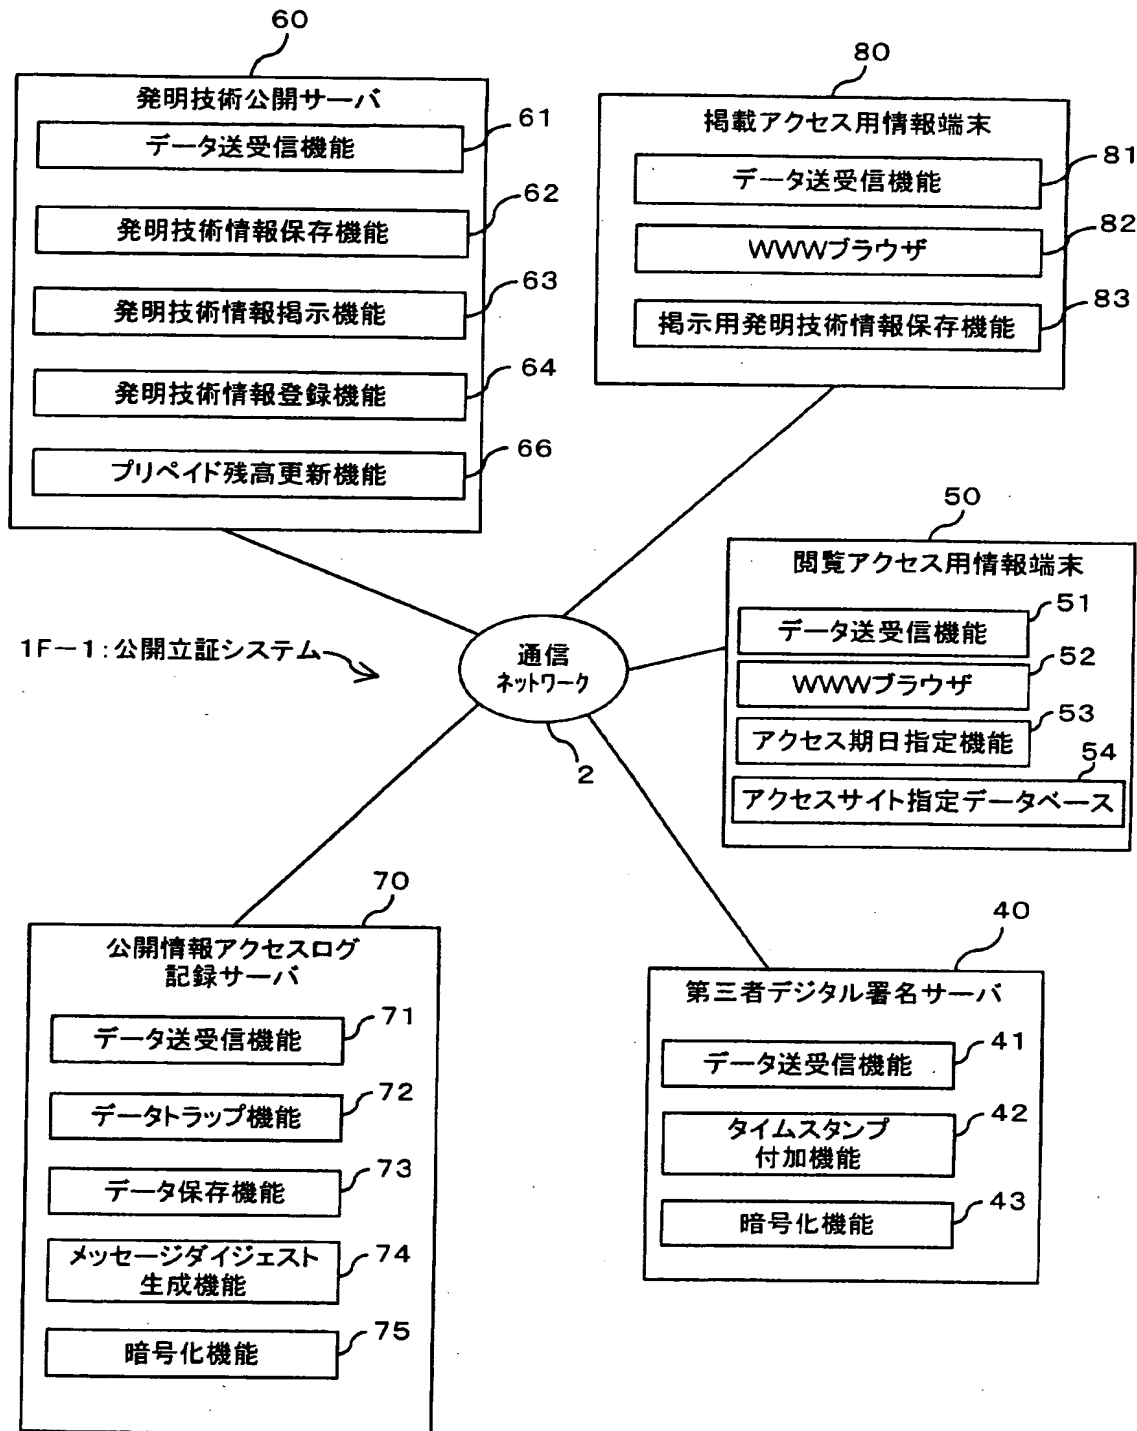 60
発明技術公開サーバ
データ送受信機能
61
発明技術情報保存機能
62
発明技術情報掲示機能
63
発明技術情報登録機能
64
プリペイド残高更新機能
66
80
掲載アクセス用情報端末
データ送受信機能
81
WWWブラウザ
82
掲示用発明技術情報保存機能
83
50
閲覧アクセス用情報端末
データ送受信機能
51
WWWブラウザ
52
アクセス期日指定機能
53
アクセスサイト指定データベース
54
1F−1:公開立証システム
通信
ネットワーク
2
70
公開情報アクセスログ
記録サーバ
データ送受信機能
71
データトラップ機能
72
データ保存機能
73
メッセージダイジェスト
生成機能
74
暗号化機能
75
40
第三者デジタル署名サーバ
データ送受信機能
41
タイムスタンプ
付加機能
42
暗号化機能
43